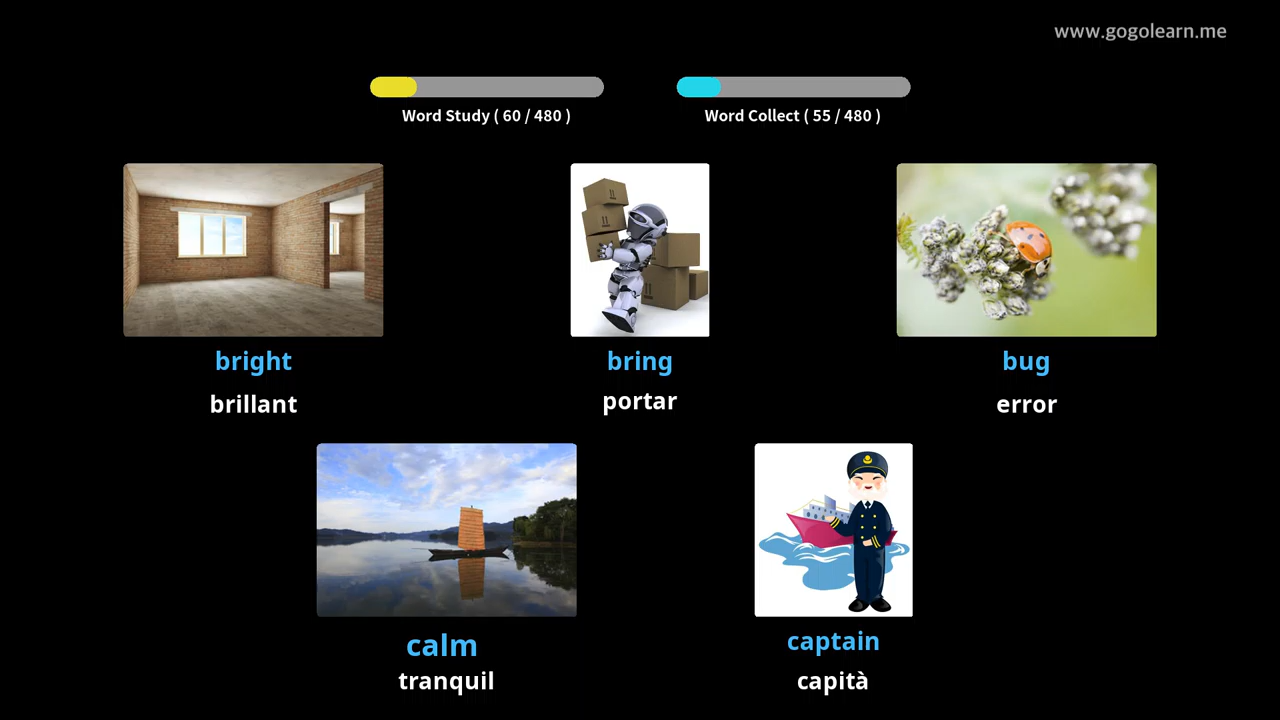 www.gogolearn.me
Word Study ( 60 / 480 )
Word Collect ( 55 / 480 )
bright
brillant
bring
portar
bug
error
calm
tranquil
captain
capità